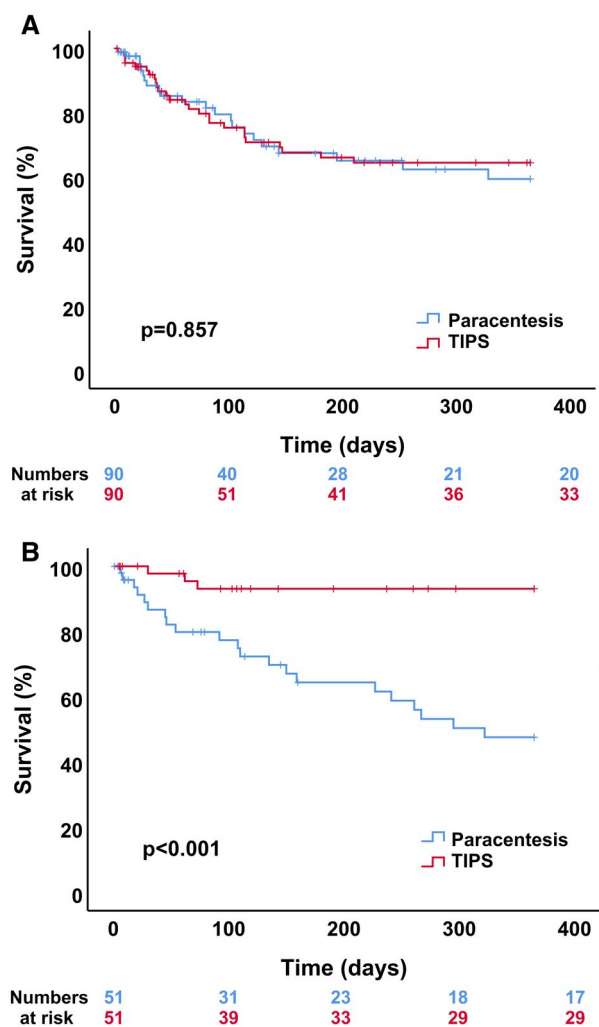 A
100
80
60
40
20
0
Survival (%)
p=0.857
Paracentesis
TIPS
0 100 200 300 400
Time (days)
Numbers at risk
90 40 28 21 20
90 51 41 36 33
B
100
80
60
40
20
0
Survival (%)
p<0.001
Paracentesis
TIPS
0 100 200 300 400
Time (days)
Numbers at risk
51 31 23 18 17
51 39 33 29 29